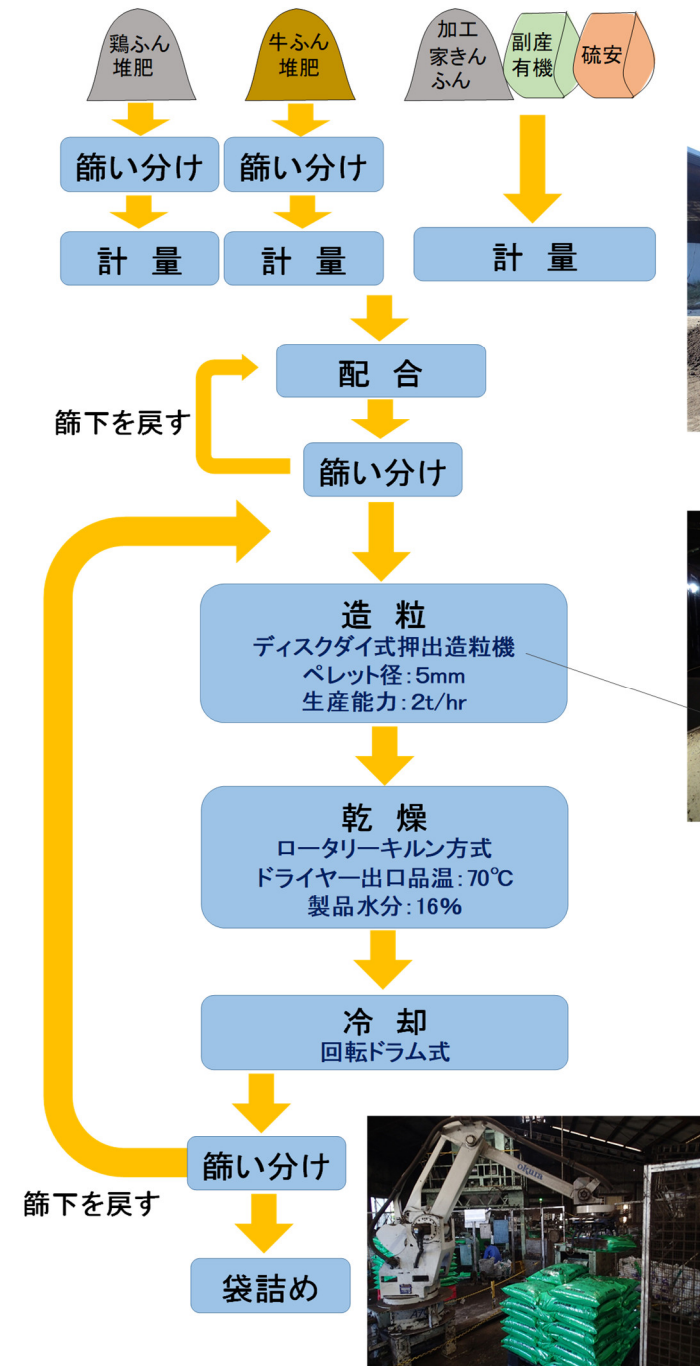 鶏ふん
堆肥
牛ふん
堆肥
加工
家きん
ふん
副産
有機
硫安
篩い分け
篩い分け
計 量
計 量
計 量
配 合
篩下を戻す
篩い分け
造 粒
ディスクダイ式押出造粒機
ペレット径:5mm
生産能力:2t/hr
乾 燥
ロータリーキルン方式
ドライヤー出口品温:70℃
製品水分:16%
冷 却
回転ドラム式
篩い分け
篩下を戻す
袋詰め
okura